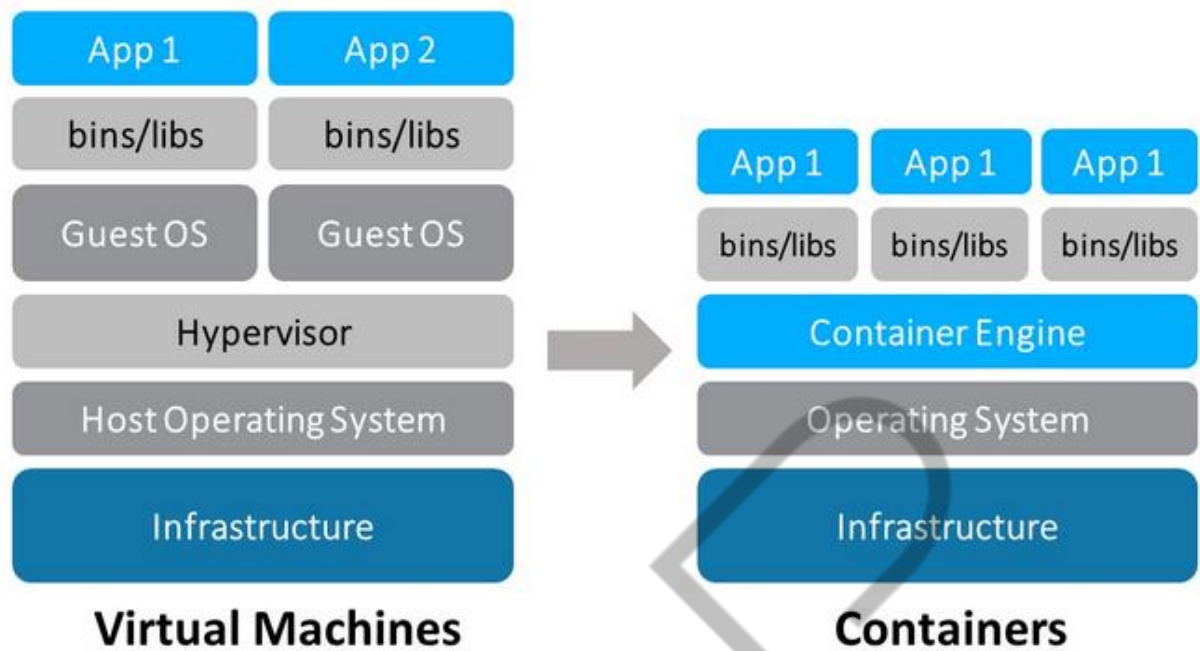 App 1
App 2
bins/libs
bins/libs
Guest OS
Guest OS
Hypervisor
Host Operating System
Infrastructure
Virtual Machines
App 1
App 1
App 1
bins/libs
bins/libs
bins/libs
Container Engine
Operating System
Infrastructure
Containers